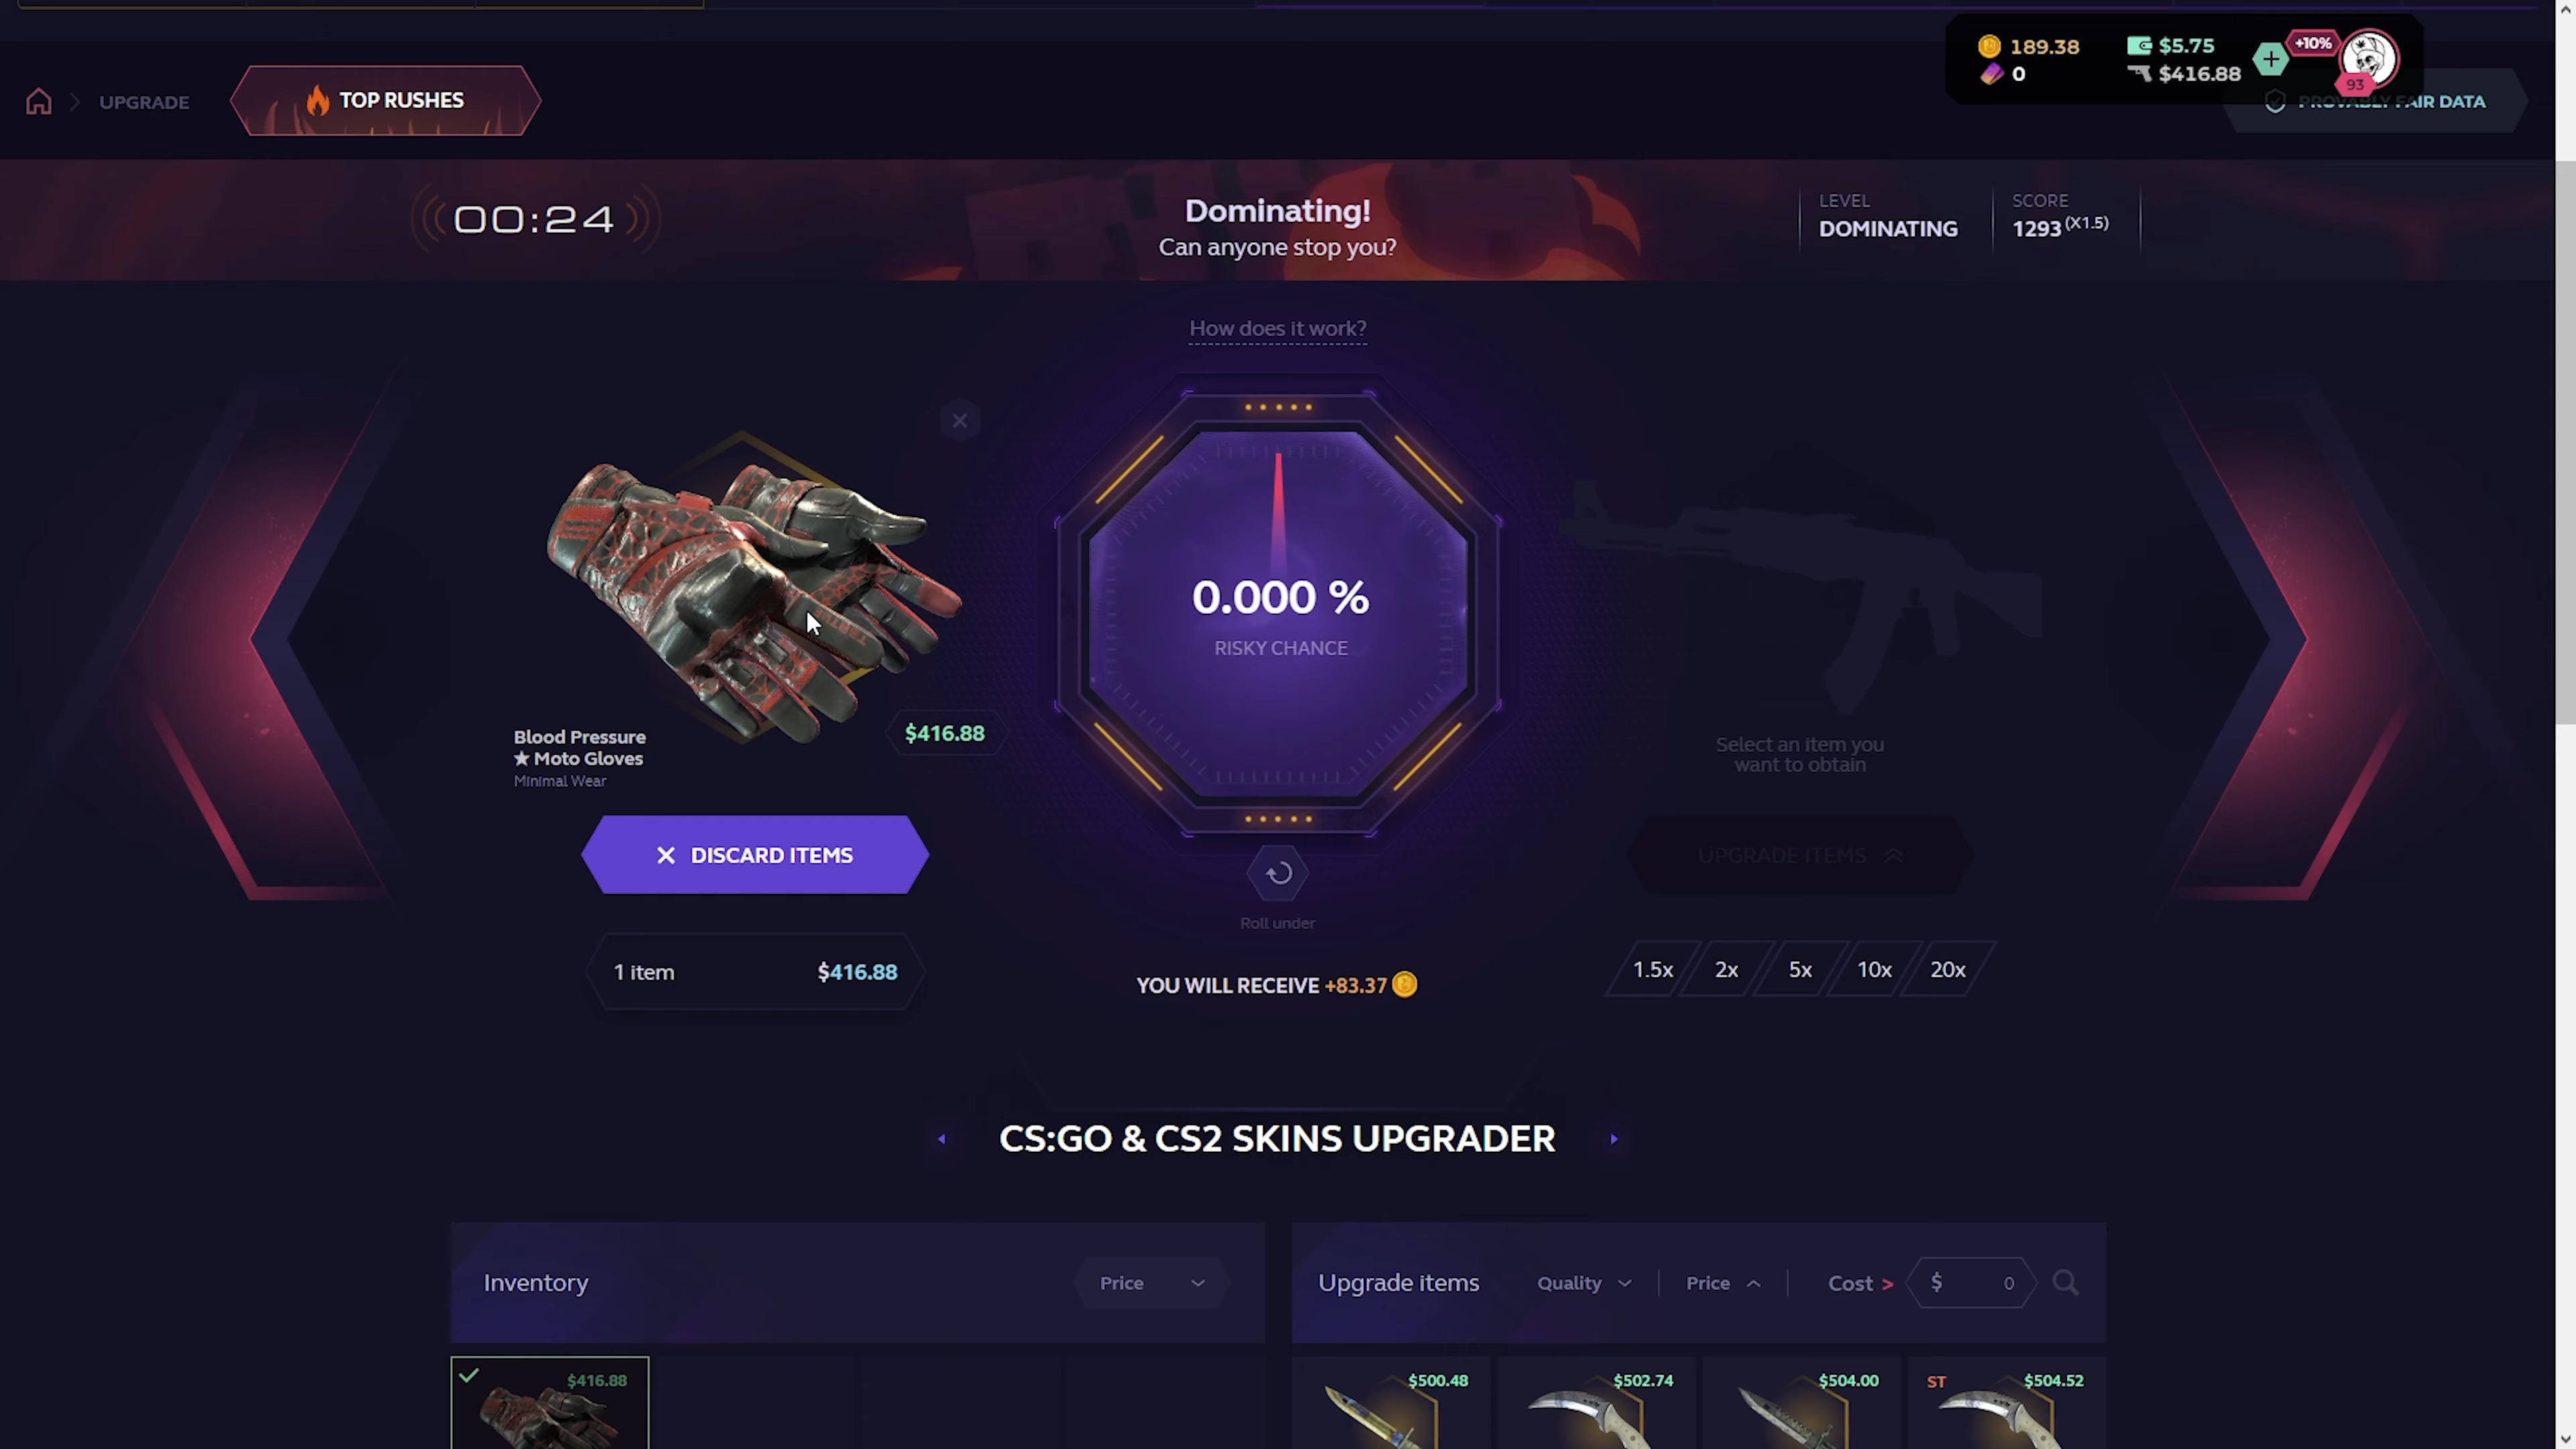 189.38
$5.75
+10%
0
$416.88
93
UPGRADE
TOP RUSHES
PROVABLY FAIR DATA
00:24
Dominating!
Can anyone stop you?
LEVEL
DOMINATING
SCORE
1293 (X1.5)
How does it work?
0.000 %
RISKY CHANCE
Blood Pressure
★ Moto Gloves
Minimal Wear
$416.88
Select an item you
want to obtain
DISCARD ITEMS
UPGRADE ITEMS
Roll under
1 item $416.88
YOU WILL RECEIVE +83.37
1.5x 2x 5x 10x 20x
CS:GO & CS2 SKINS UPGRADER
Inventory
Price
Upgrade items
Quality
Price
Cost >
$ 0
$416.88
$500.48
$502.74
$504.00
ST $504.52